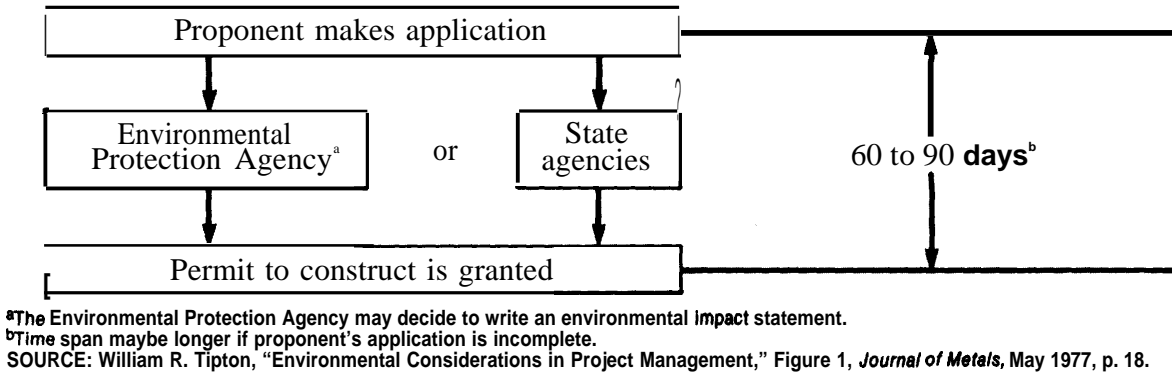 Proponent makes application
Environmental
Protection Agencyᵃ
or
State
agencies
60 to 90 daysᵇ
Permit to construct is granted
ᵃThe Environmental Protection Agency may decide to write an environmental impact statement.
ᵇTime span maybe longer if proponent's application is incomplete.
SOURCE: William R. Tipton, "Environmental Considerations in Project Management," Figure 1, Journal of Metals, May 1977, p. 18.